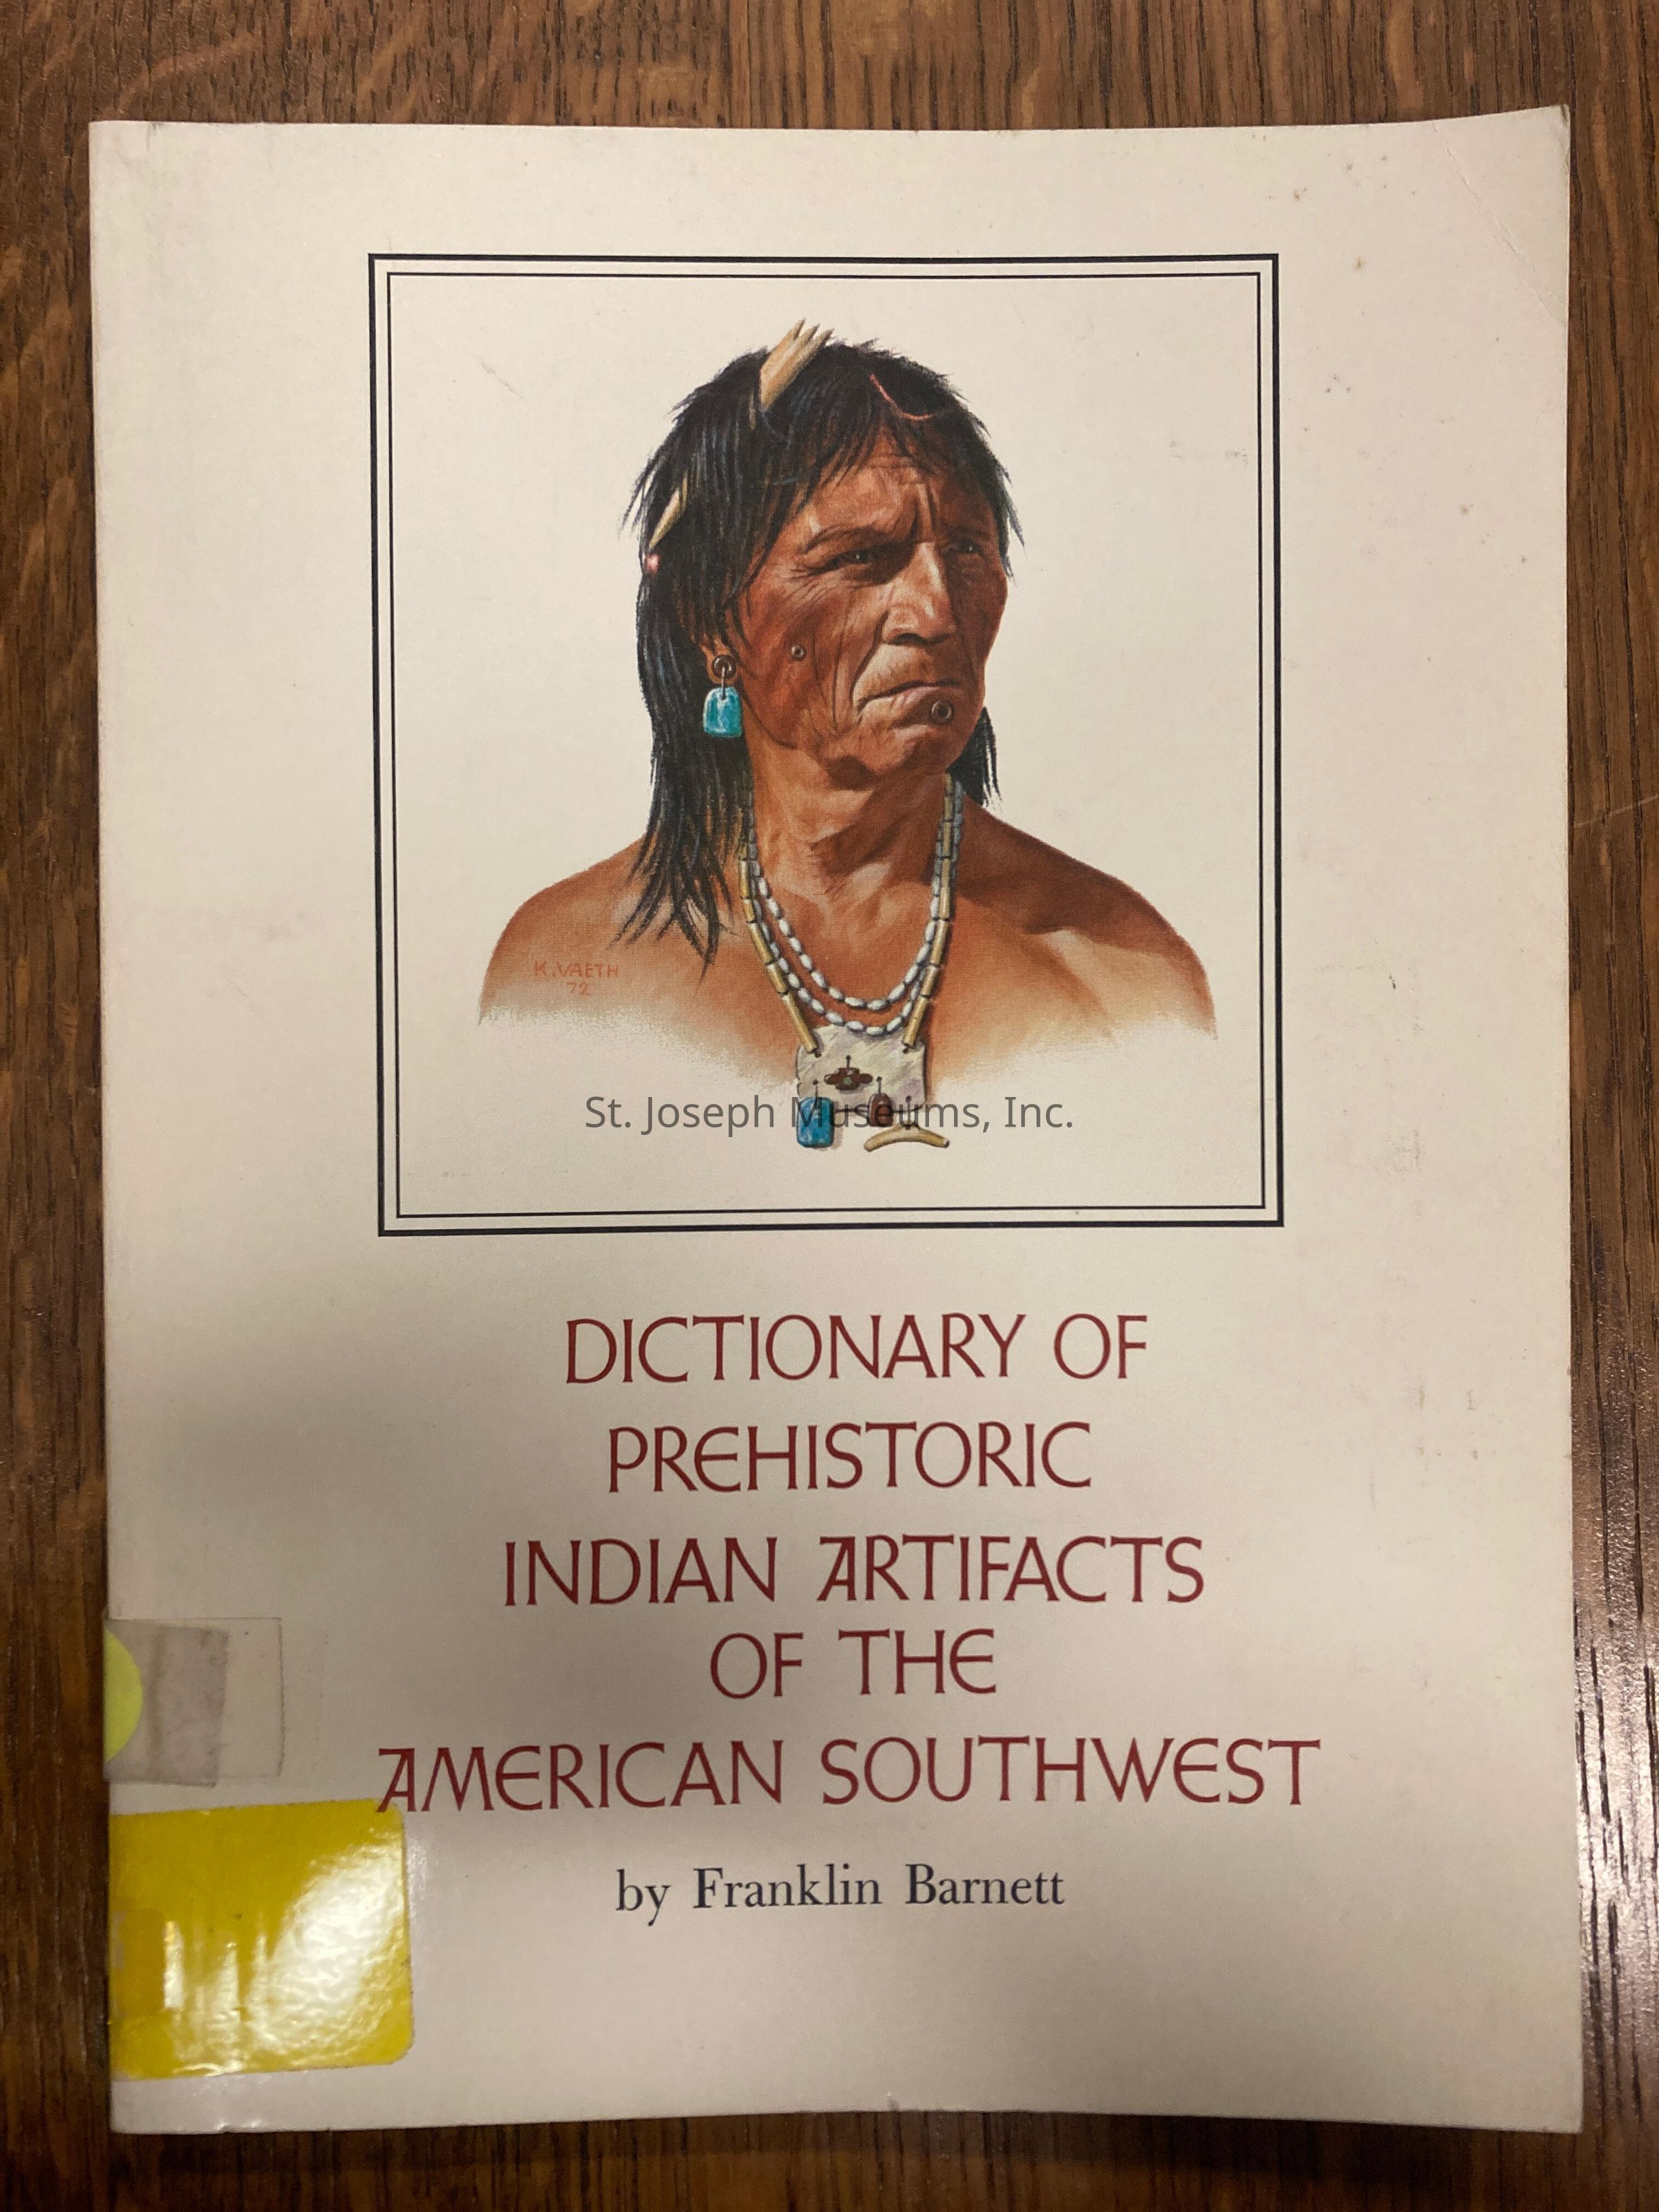 K. VAETH
72
St. Joseph Museums, Inc.
DICTIONARY OF
PREHISTORIC
INDIAN ARTIFACTS
OF THE
AMERICAN SOUTHWEST
by Franklin Barnett